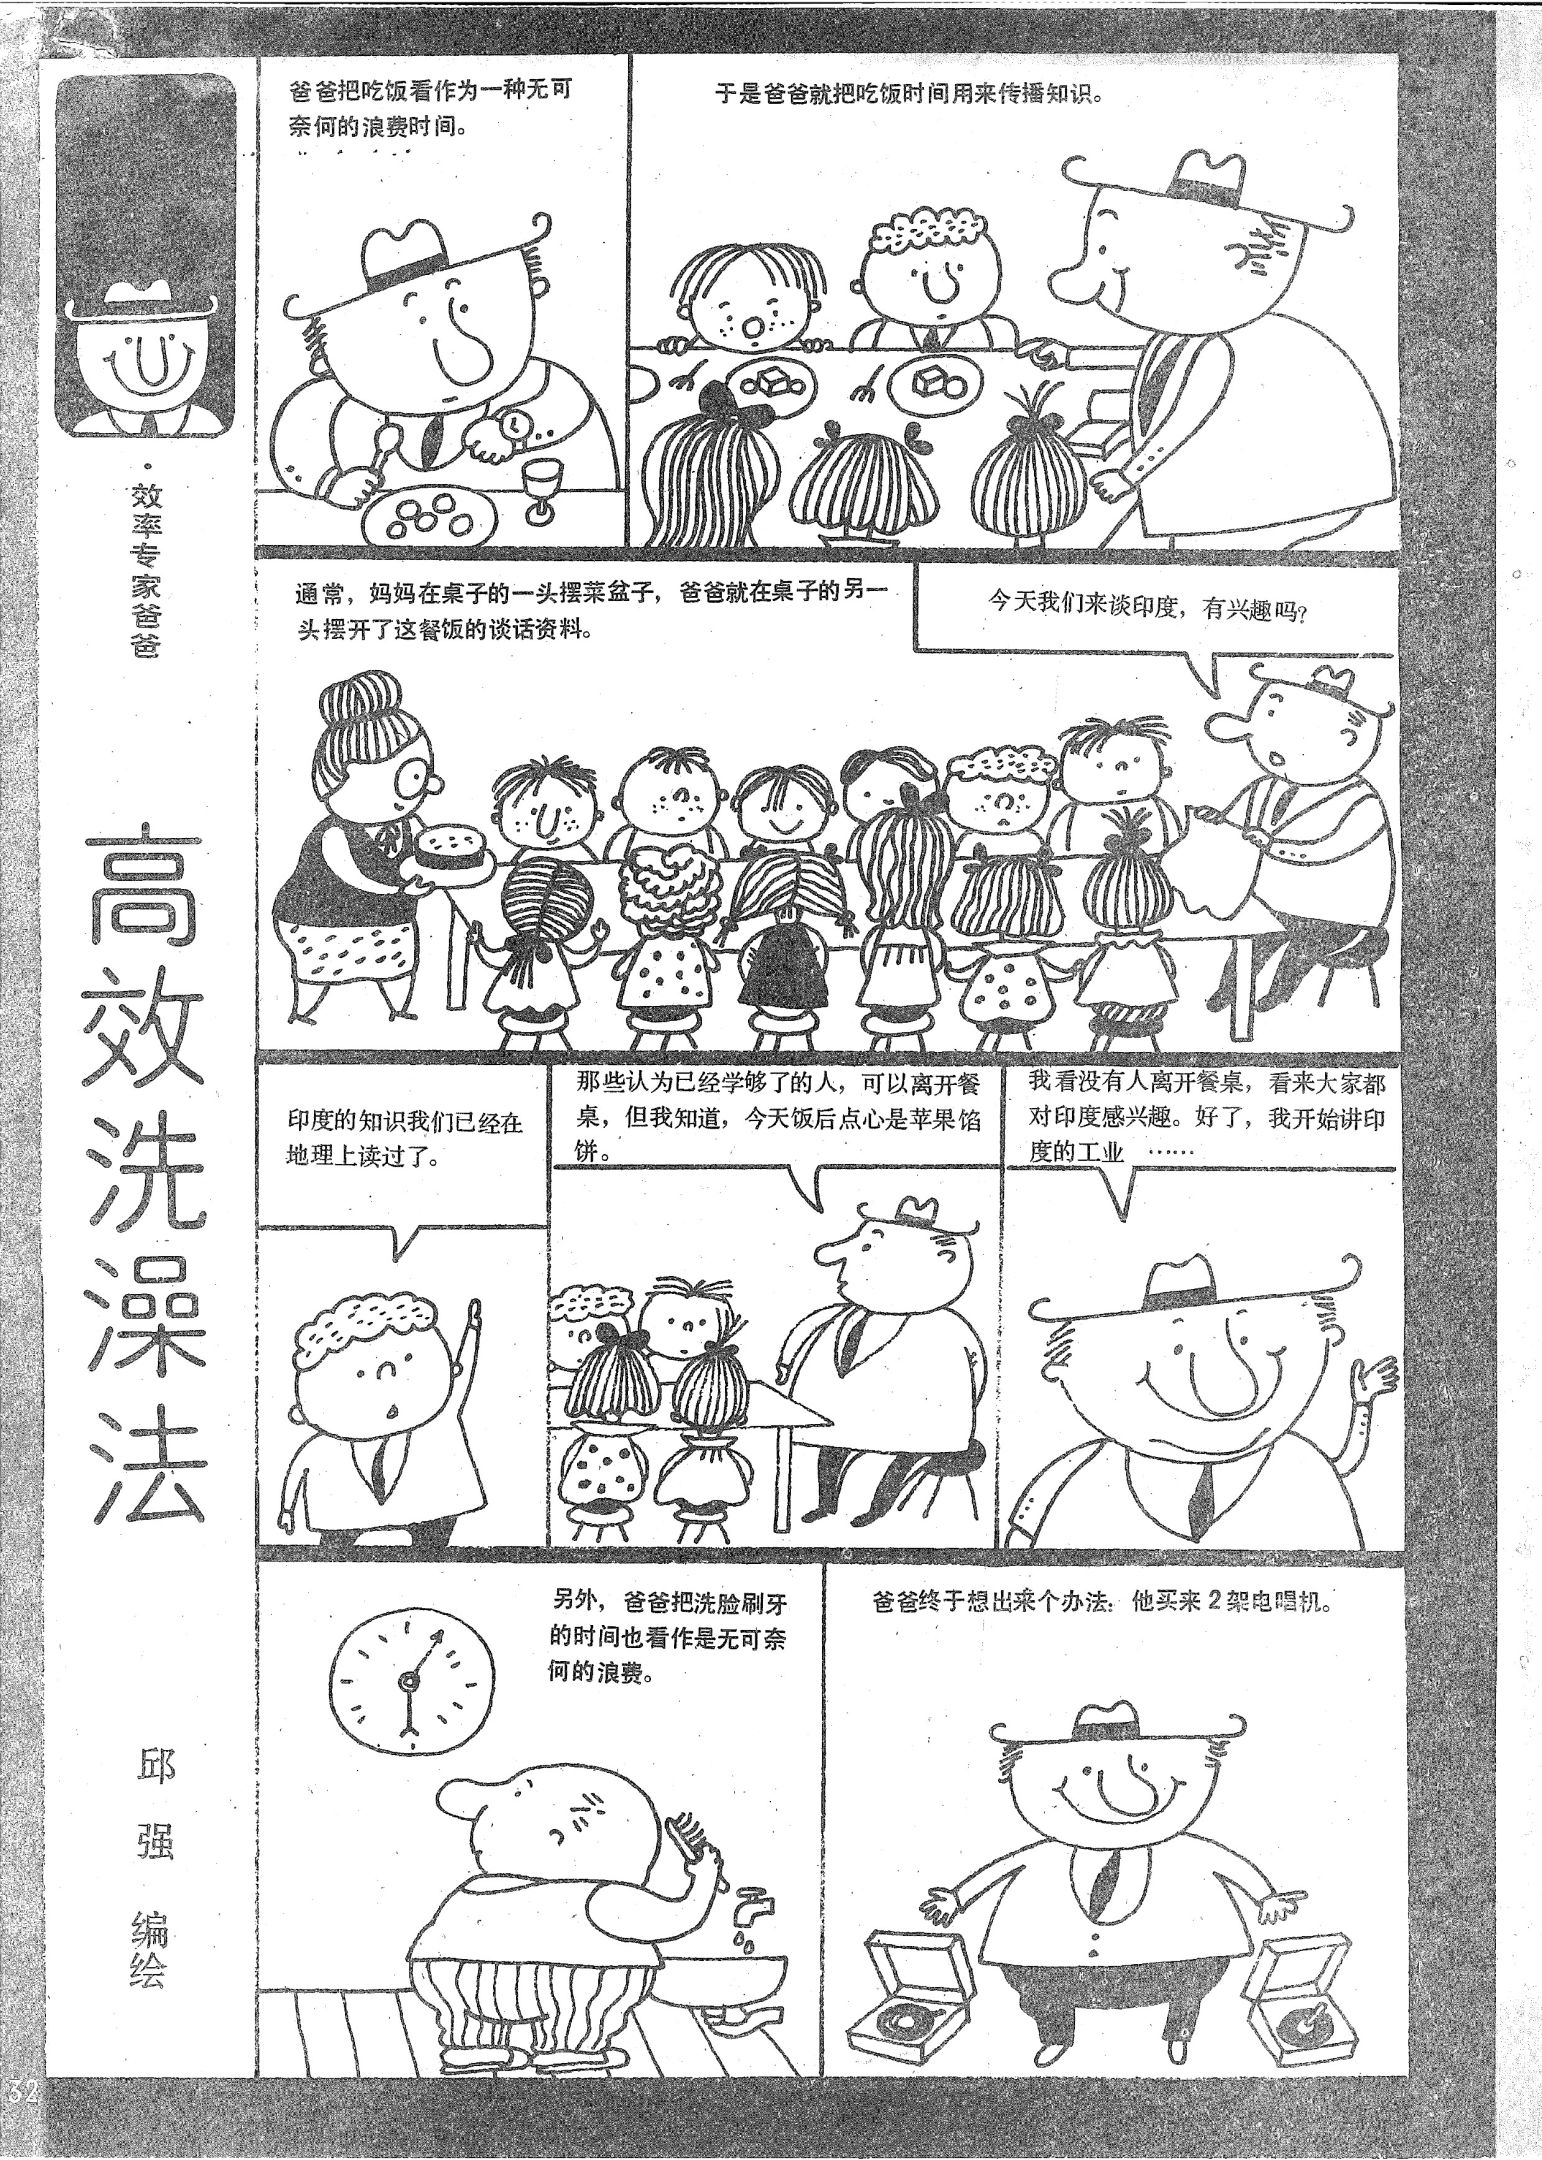 ·效率专家爸爸
高效洗澡法
邱强 编绘
爸爸把吃饭看作为一种无可
奈何的浪费时间。
于是爸爸就把吃饭时间用来传播知识。
通常，妈妈在桌子的一头摆菜盆子，爸爸就在桌子的另一
头摆开了这餐饭的谈话资料。
今天我们来谈印度，有兴趣吗？
印度的知识我们已经在
地理上读过了。
那些认为已经学够了的人，可以离开餐
桌，但我知道，今天饭后点心是苹果馅
饼。
我看没有人离开餐桌，看来大家都
对印度感兴趣。好了，我开始讲印
度的工业 ……
另外，爸爸把洗脸刷牙
的时间也看作是无可奈
何的浪费。
爸爸终于想出来个办法：他买来2架电唱机。
32